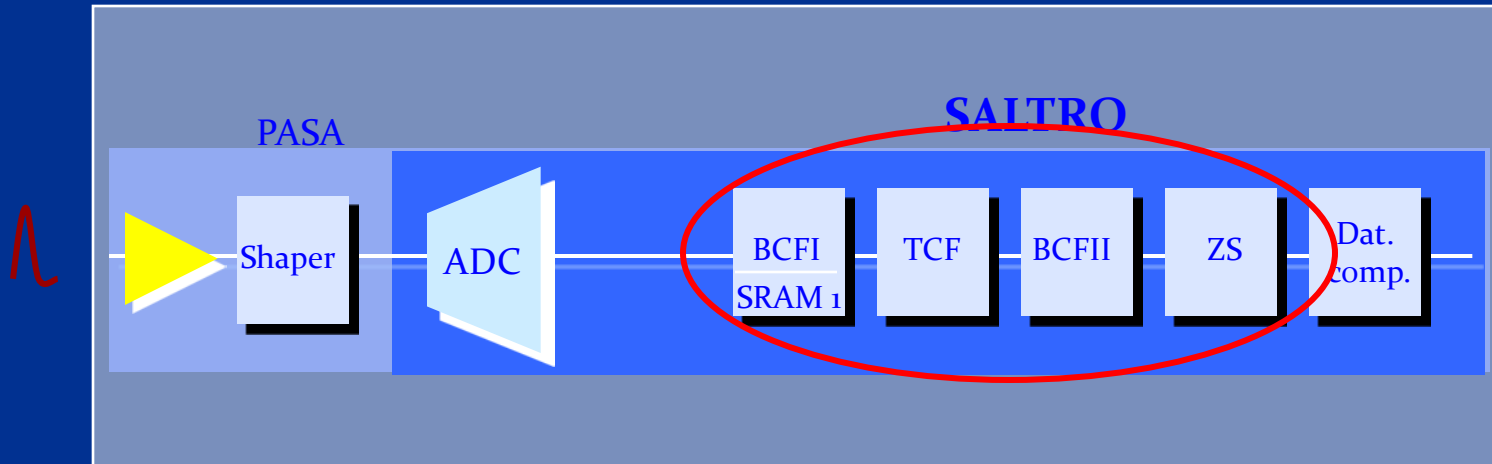 SALTRO
PASA
Shaper
ADC
BCFI
SRAM 1
TCF
BCFII
ZS
Dat.
comp.